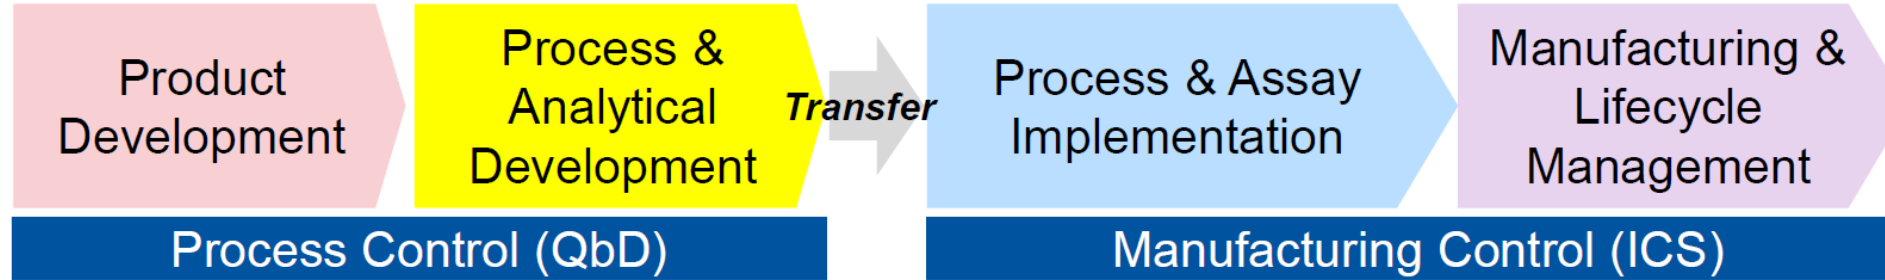 Product
Development
Process &
Analytical
Development
Transfer
Process & Assay
Implementation
Manufacturing &
Lifecycle
Management
Process Control (QbD)
Manufacturing Control (ICS)